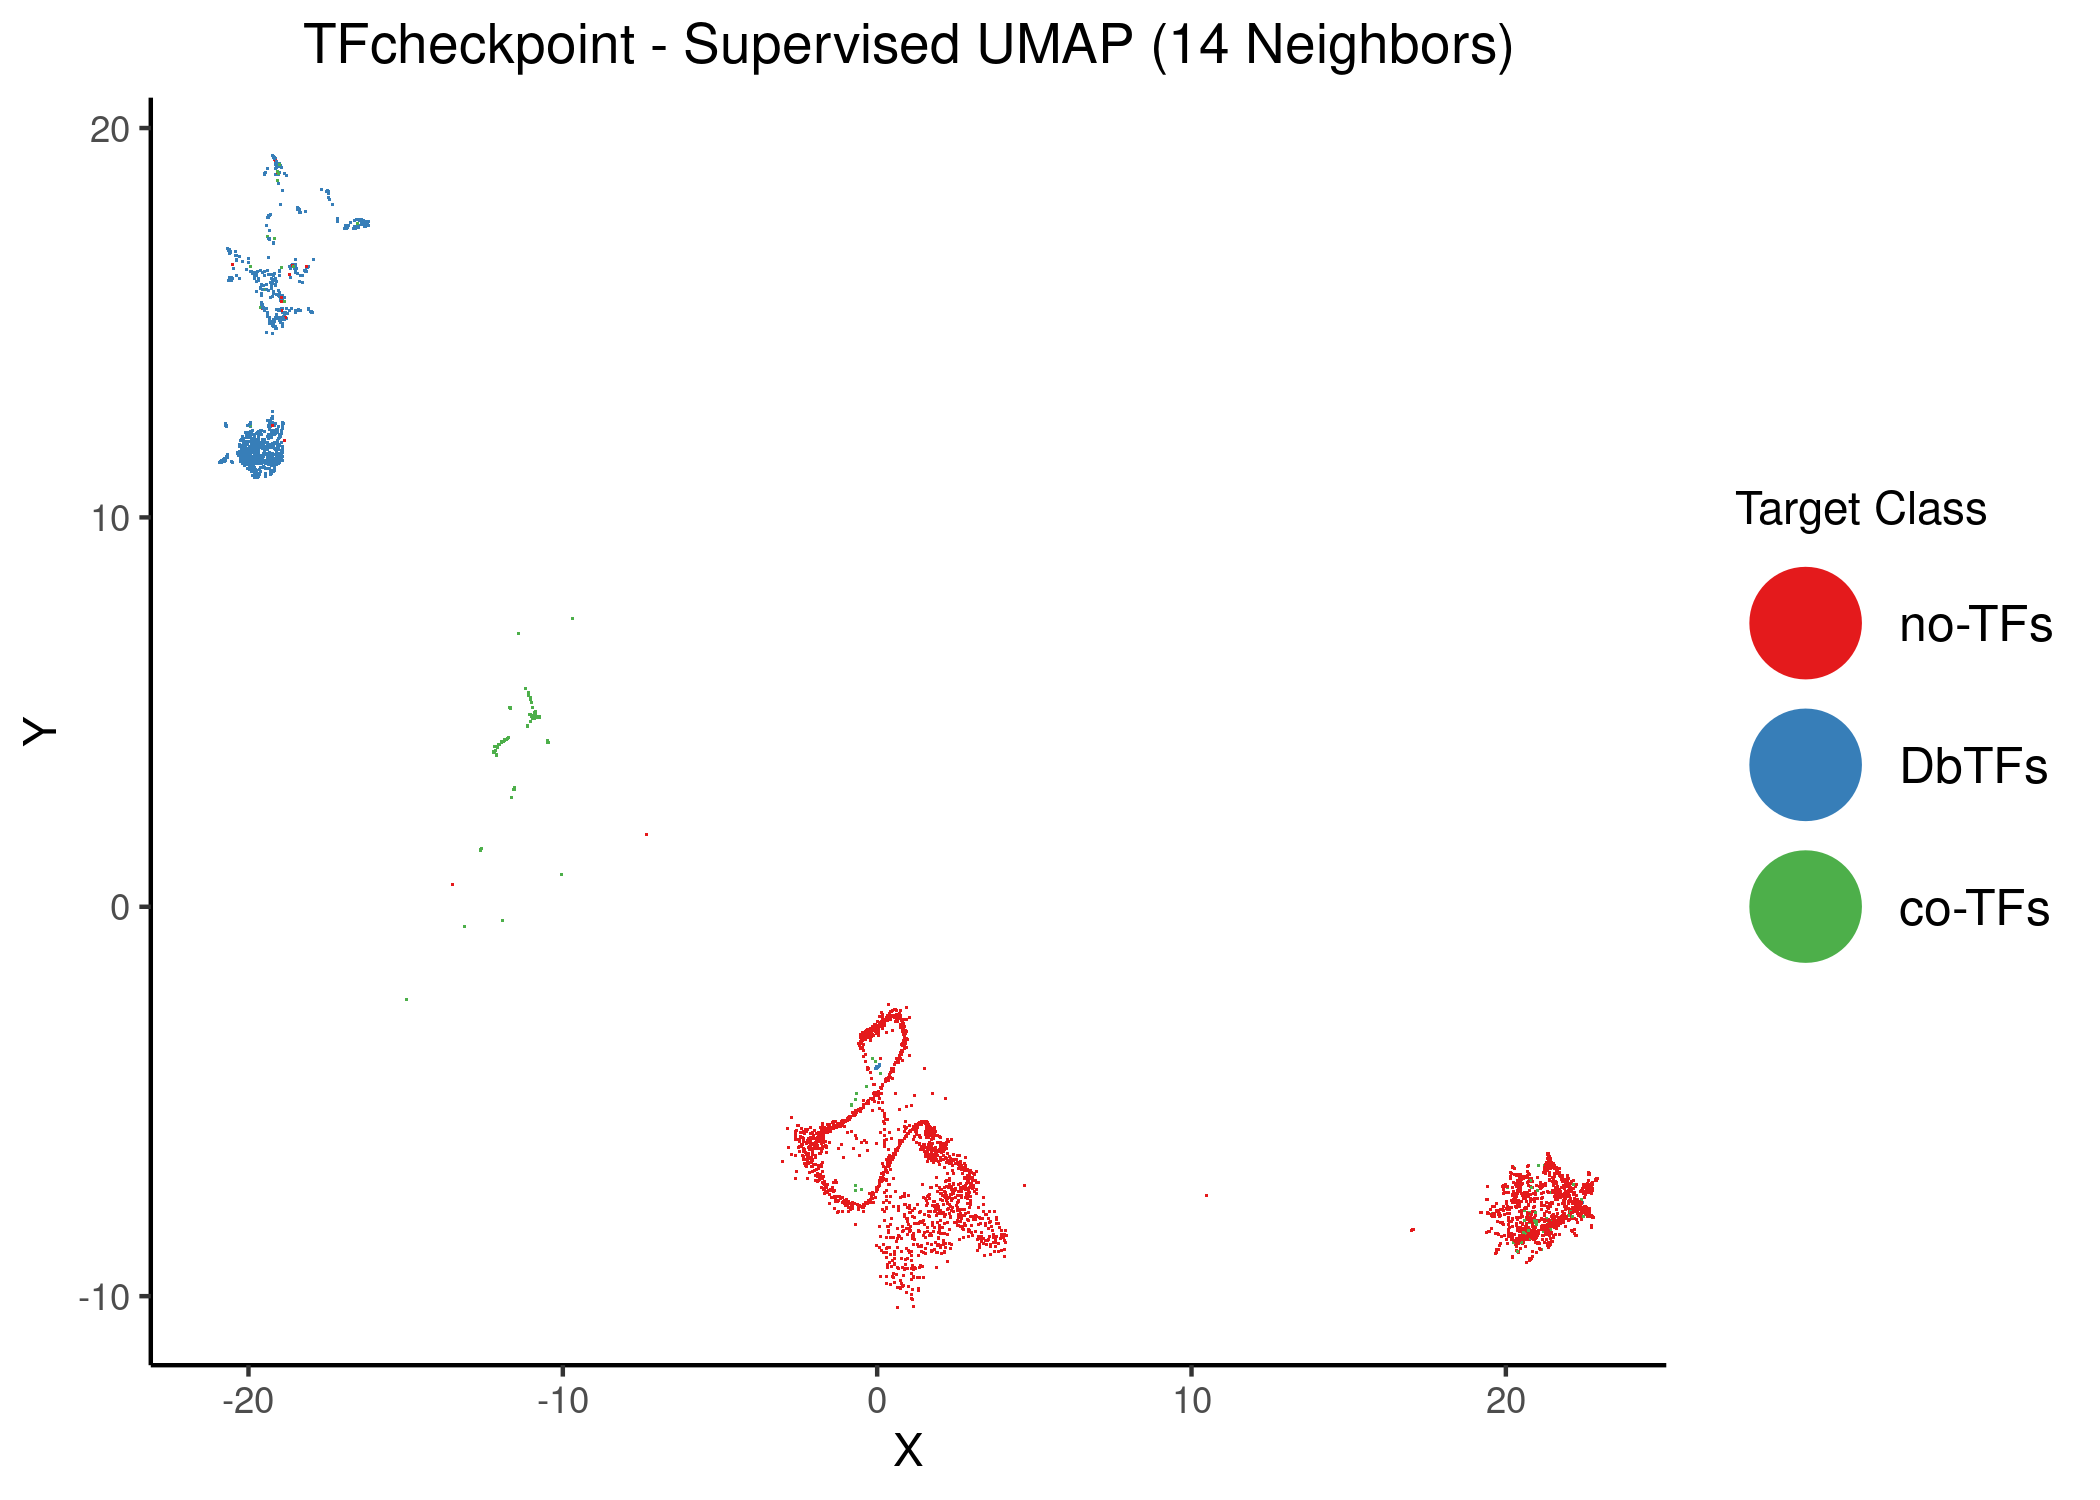 TFcheckpoint - Supervised UMAP (14 Neighbors)
20
10
0
-10
Y
-20
-10
0
10
20
X
Target Class
no-TFs
DbTFs
co-TFs